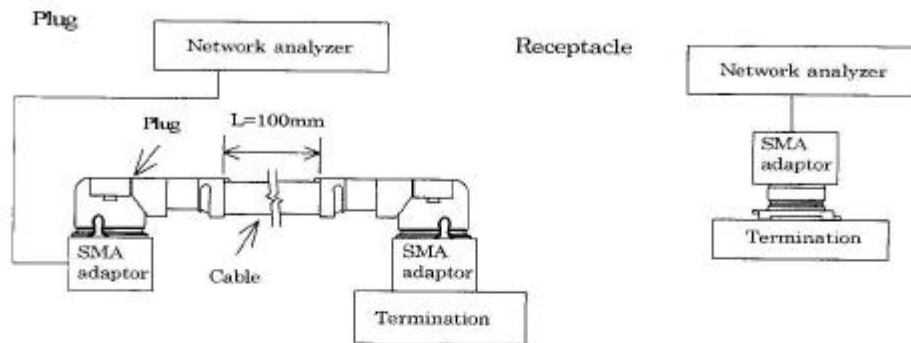 Plug
Network analyzer
Receptacle
Network analyzer
L=100mm
Plug
SMA
adaptor
SMA
adaptor
Cable
SMA
adaptor
Termination
Termination